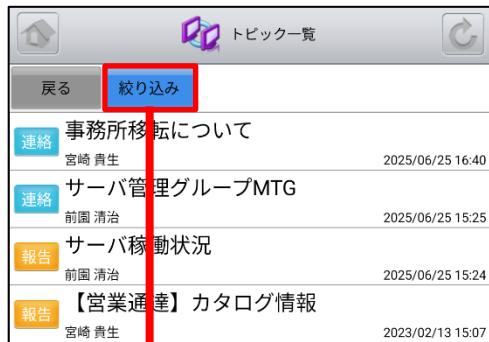 トピック一覧
戻る 絞り込み
連絡 事務所移転について
宮崎 貴生 2025/06/25 16:40
連絡 サーバ管理グループMTG
前園 清治 2025/06/25 15:25
報告 サーバ稼働状況
前園 清治 2025/06/25 15:24
報告 【営業通達】カタログ情報
宮崎 貴生 2023/02/13 15:07